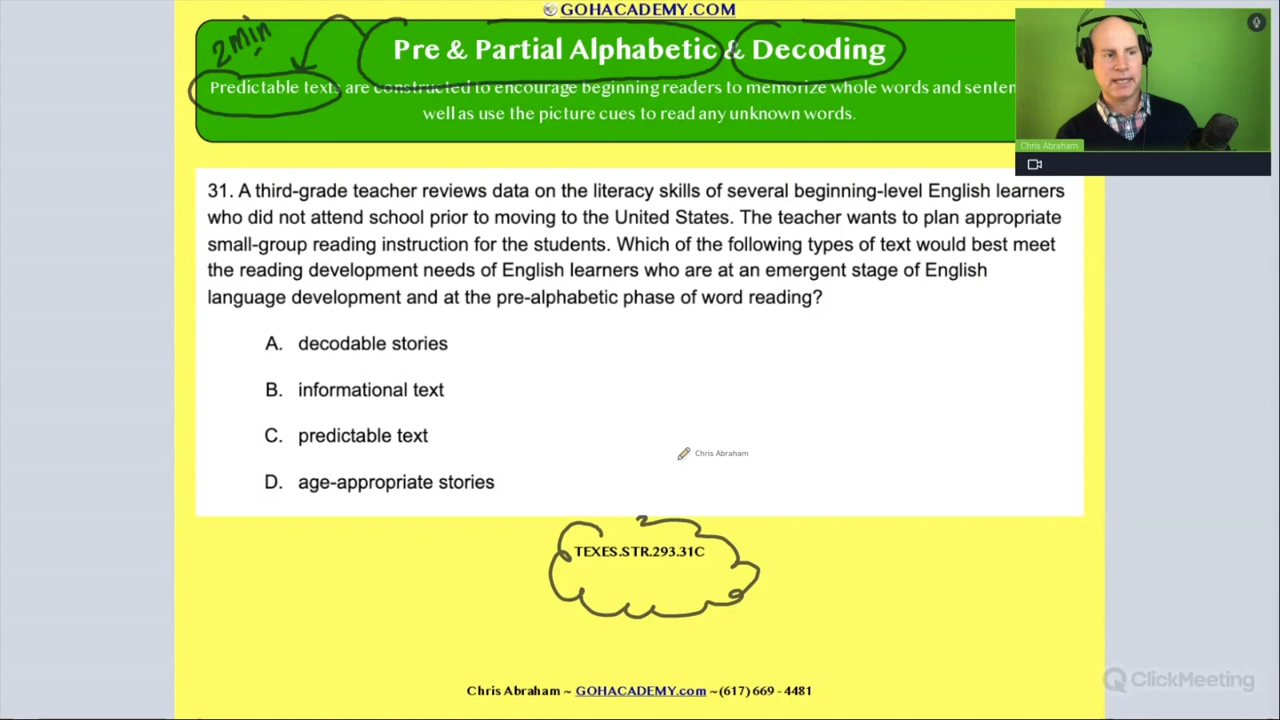 GOHACADEMY.COM
2 min
Pre & Partial Alphabetic & Decoding
Predictable texts are constructed to encourage beginning readers to memorize whole words and
well as use the picture cues to read any unknown words.
Chris Abraham
31. A third-grade teacher reviews data on the literacy skills of several beginning-level English learners
who did not attend school prior to moving to the United States. The teacher wants to plan appropriate
small-group reading instruction for the students. Which of the following types of text would best meet
the reading development needs of English learners who are at an emergent stage of English
language development and at the pre-alphabetic phase of word reading?
A. decodable stories
B. informational text
C. predictable text
Chris Abraham
D. age-appropriate stories
TEXES.STR.293.31C
Chris Abraham ~ GOHACADEMY.com ~(617) 669 - 4481
ClickMeeting